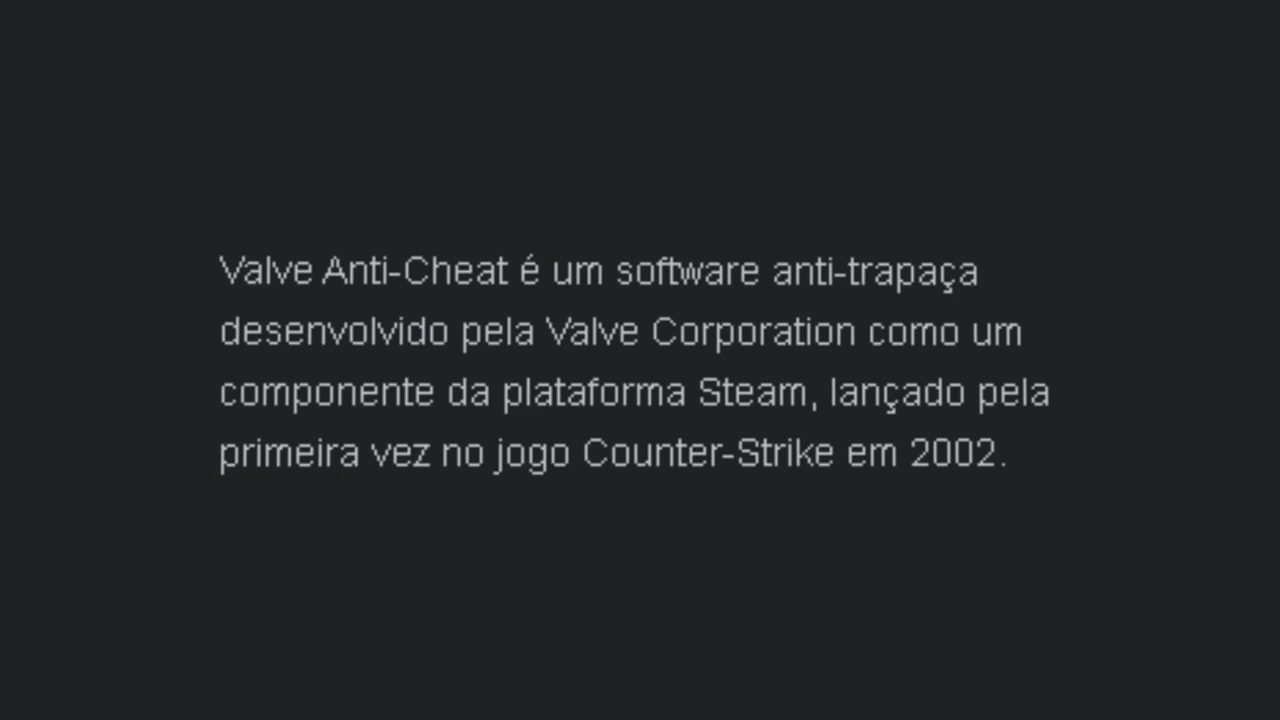 Valve Anti-Cheat é um software anti-trapaça
desenvolvido pela Valve Corporation como um
componente da plataforma Steam, lançado pela
primeira vez no jogo Counter-Strike em 2002.